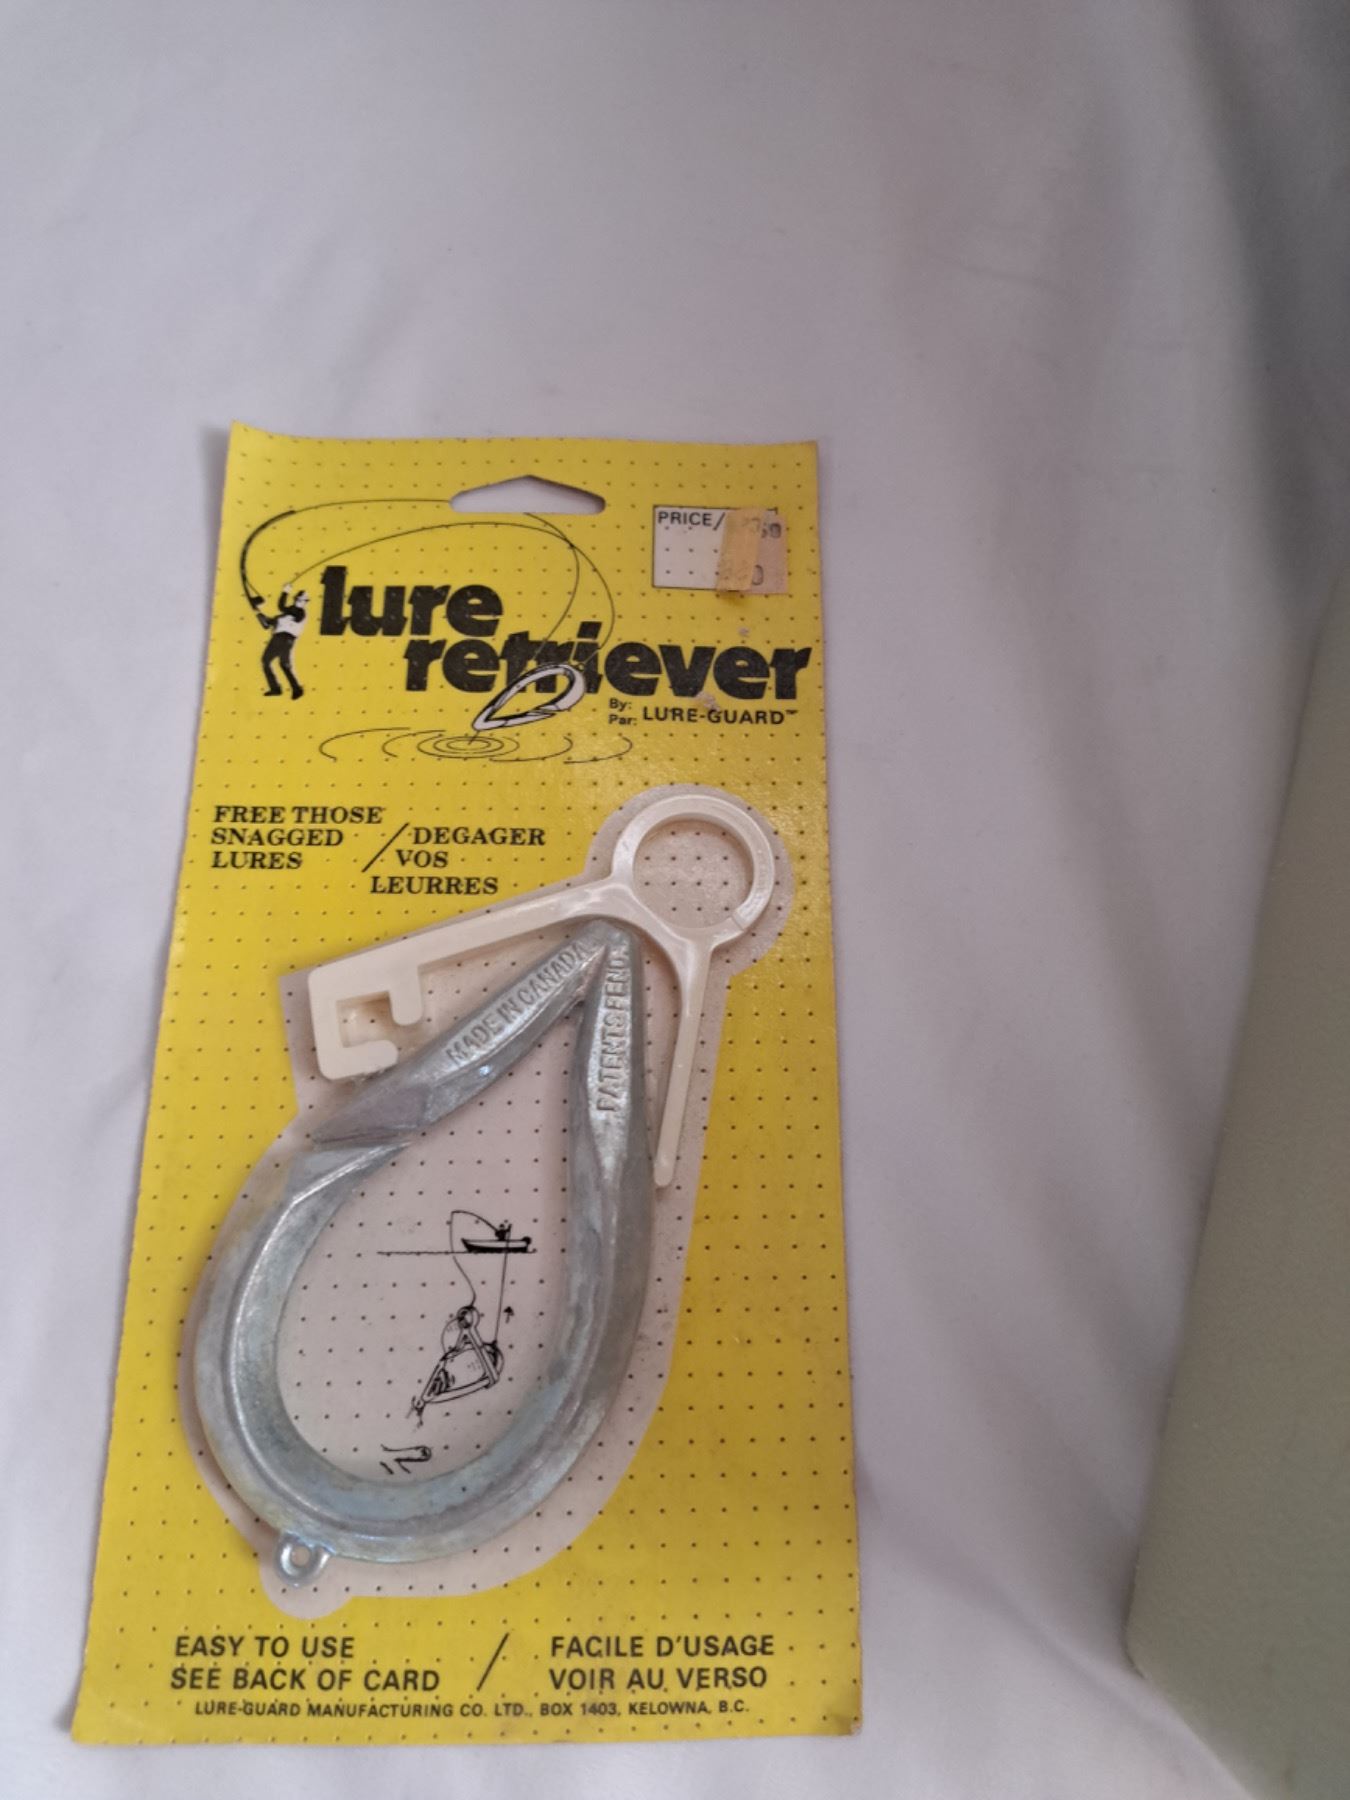 PRICE/
lure
retriever
By:
Par: LURE-GUARD™
FREE THOSE
SNAGGED
LURES
/
DEGAGER
VOS
LEURRES
MADE IN CANADA
PATENTS PEND.
EASY TO USE / FACILE D'USAGE
SEE BACK OF CARD VOIR AU VERSO
LURE-GUARD MANUFACTURING CO. LTD., BOX 1403, KELOWNA, B.C.